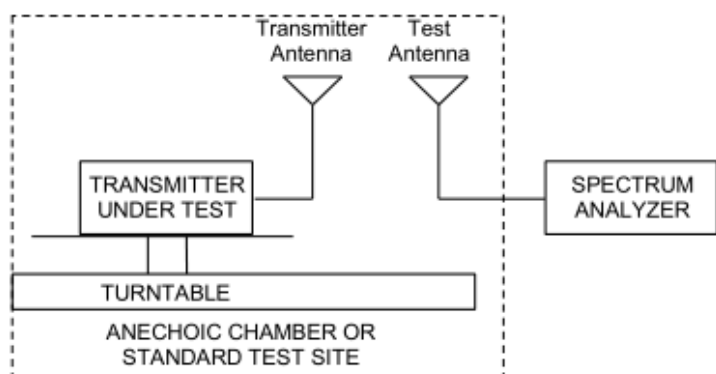 Transmitter
Antenna
Test
Antenna
TRANSMITTER
UNDER TEST
SPECTRUM
ANALYZER
TURNTABLE
ANECHOIC CHAMBER OR
STANDARD TEST SITE